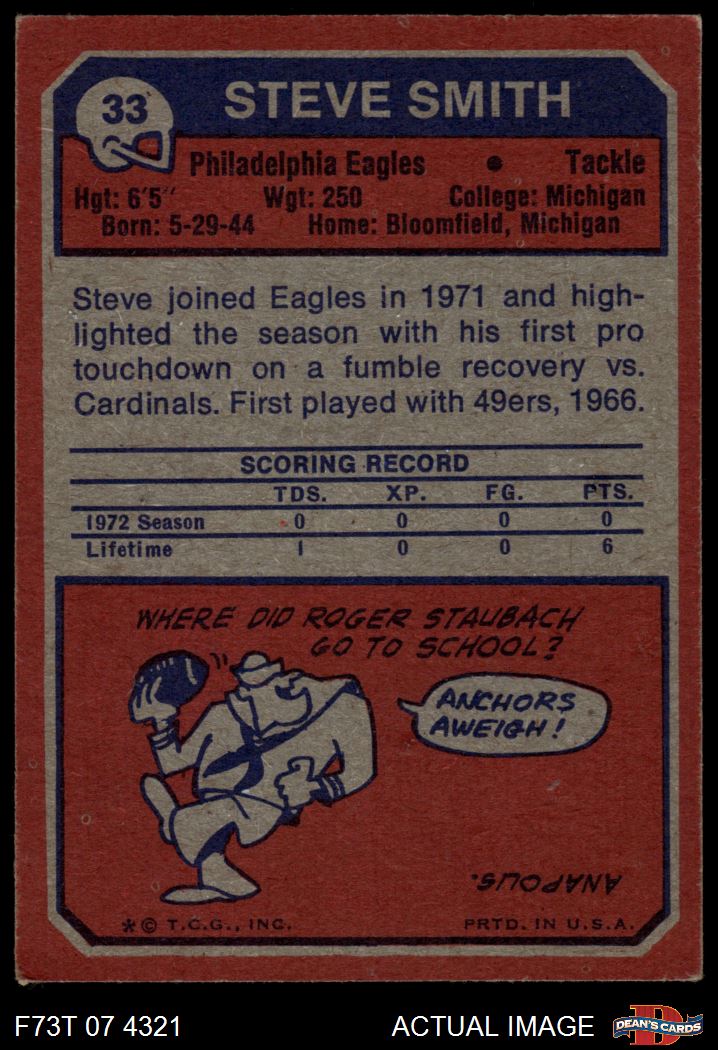 33
STEVE SMITH
Philadelphia Eagles • Tackle
Hgt: 6'5" Wgt: 250 College: Michigan
Born: 5-29-44 Home: Bloomfield, Michigan
Steve joined Eagles in 1971 and high-
lighted the season with his first pro
touchdown on a fumble recovery vs.
Cardinals. First played with 49ers, 1966.
SCORING RECORD
TDS. XP. FG. PTS.
1972 Season 0 0 0 0
Lifetime 1 0 0 6
WHERE DID ROGER STAUBACH
GO TO SCHOOL?
ANCHORS
AWEIGH!
ANAPOLIS.
*© T.C.G., INC. PRTD. IN U.S.A.
F73T 07 4321 ACTUAL IMAGE D DEAN'S CARDS